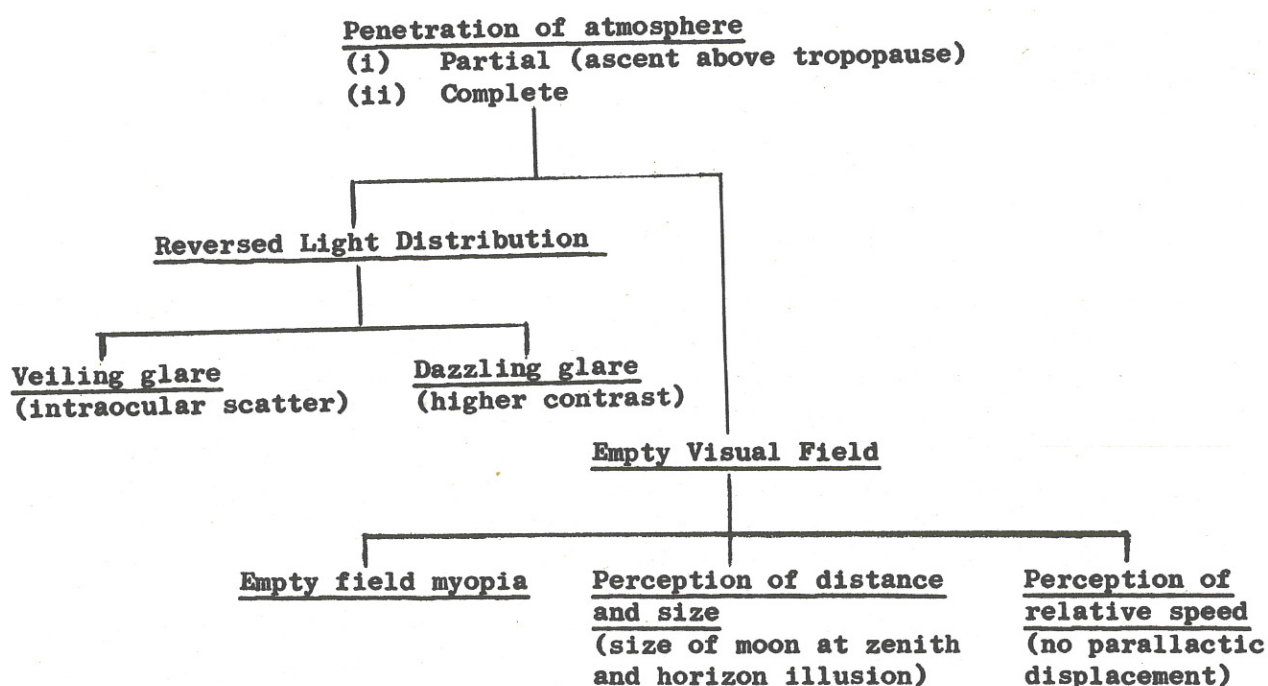 Penetration of atmosphere
(i) Partial (ascent above tropopause)
(ii) Complete
Reversed Light Distribution
Veiling glare
(intraocular scatter)
Dazzling glare
(higher contrast)
Empty Visual Field
Empty field myopia
Perception of distance
and size
(size of moon at zenith
and horizon illusion)
Perception of
relative speed
(no parallactic
displacement)